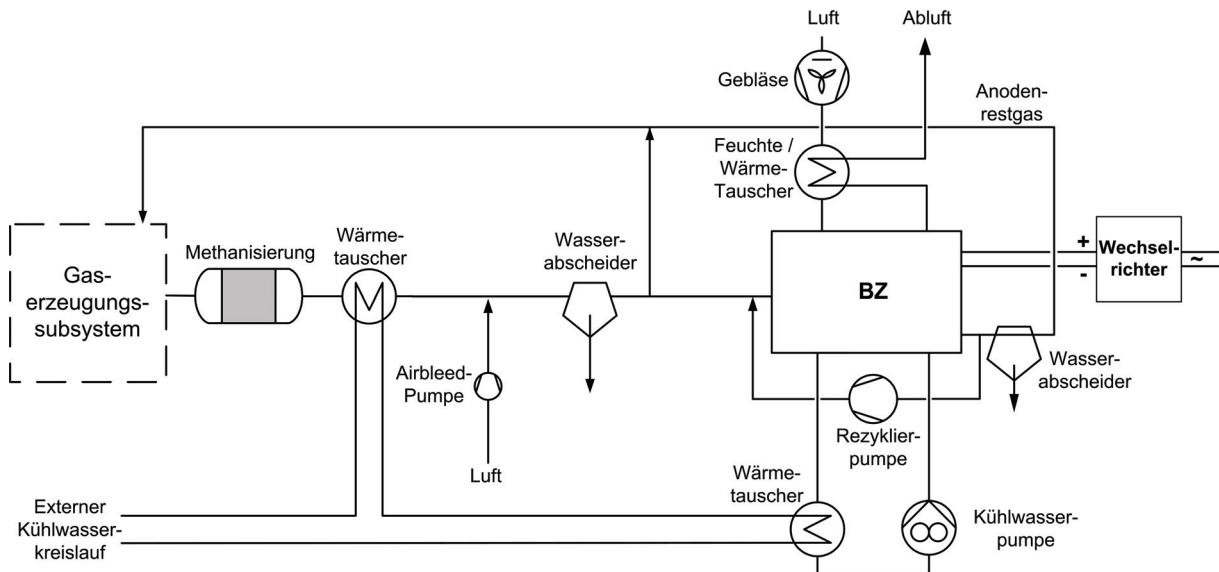 Luft
Abluft
Gebläse
Anoden-
restgas
Feuchte /
Wärme-
Tauscher
Methanisierung
Wärme-
tauscher
Wasser-
abscheider
Gas-
erzeugungs-
subsystem
BZ
+
-
Wechsel-
richter
~
Airbleed-
Pumpe
Luft
Rezyklier-
pumpe
Wasser-
abscheider
Wärme-
tauscher
Externer
Kühlwasser-
kreislauf
Kühlwasser-
pumpe